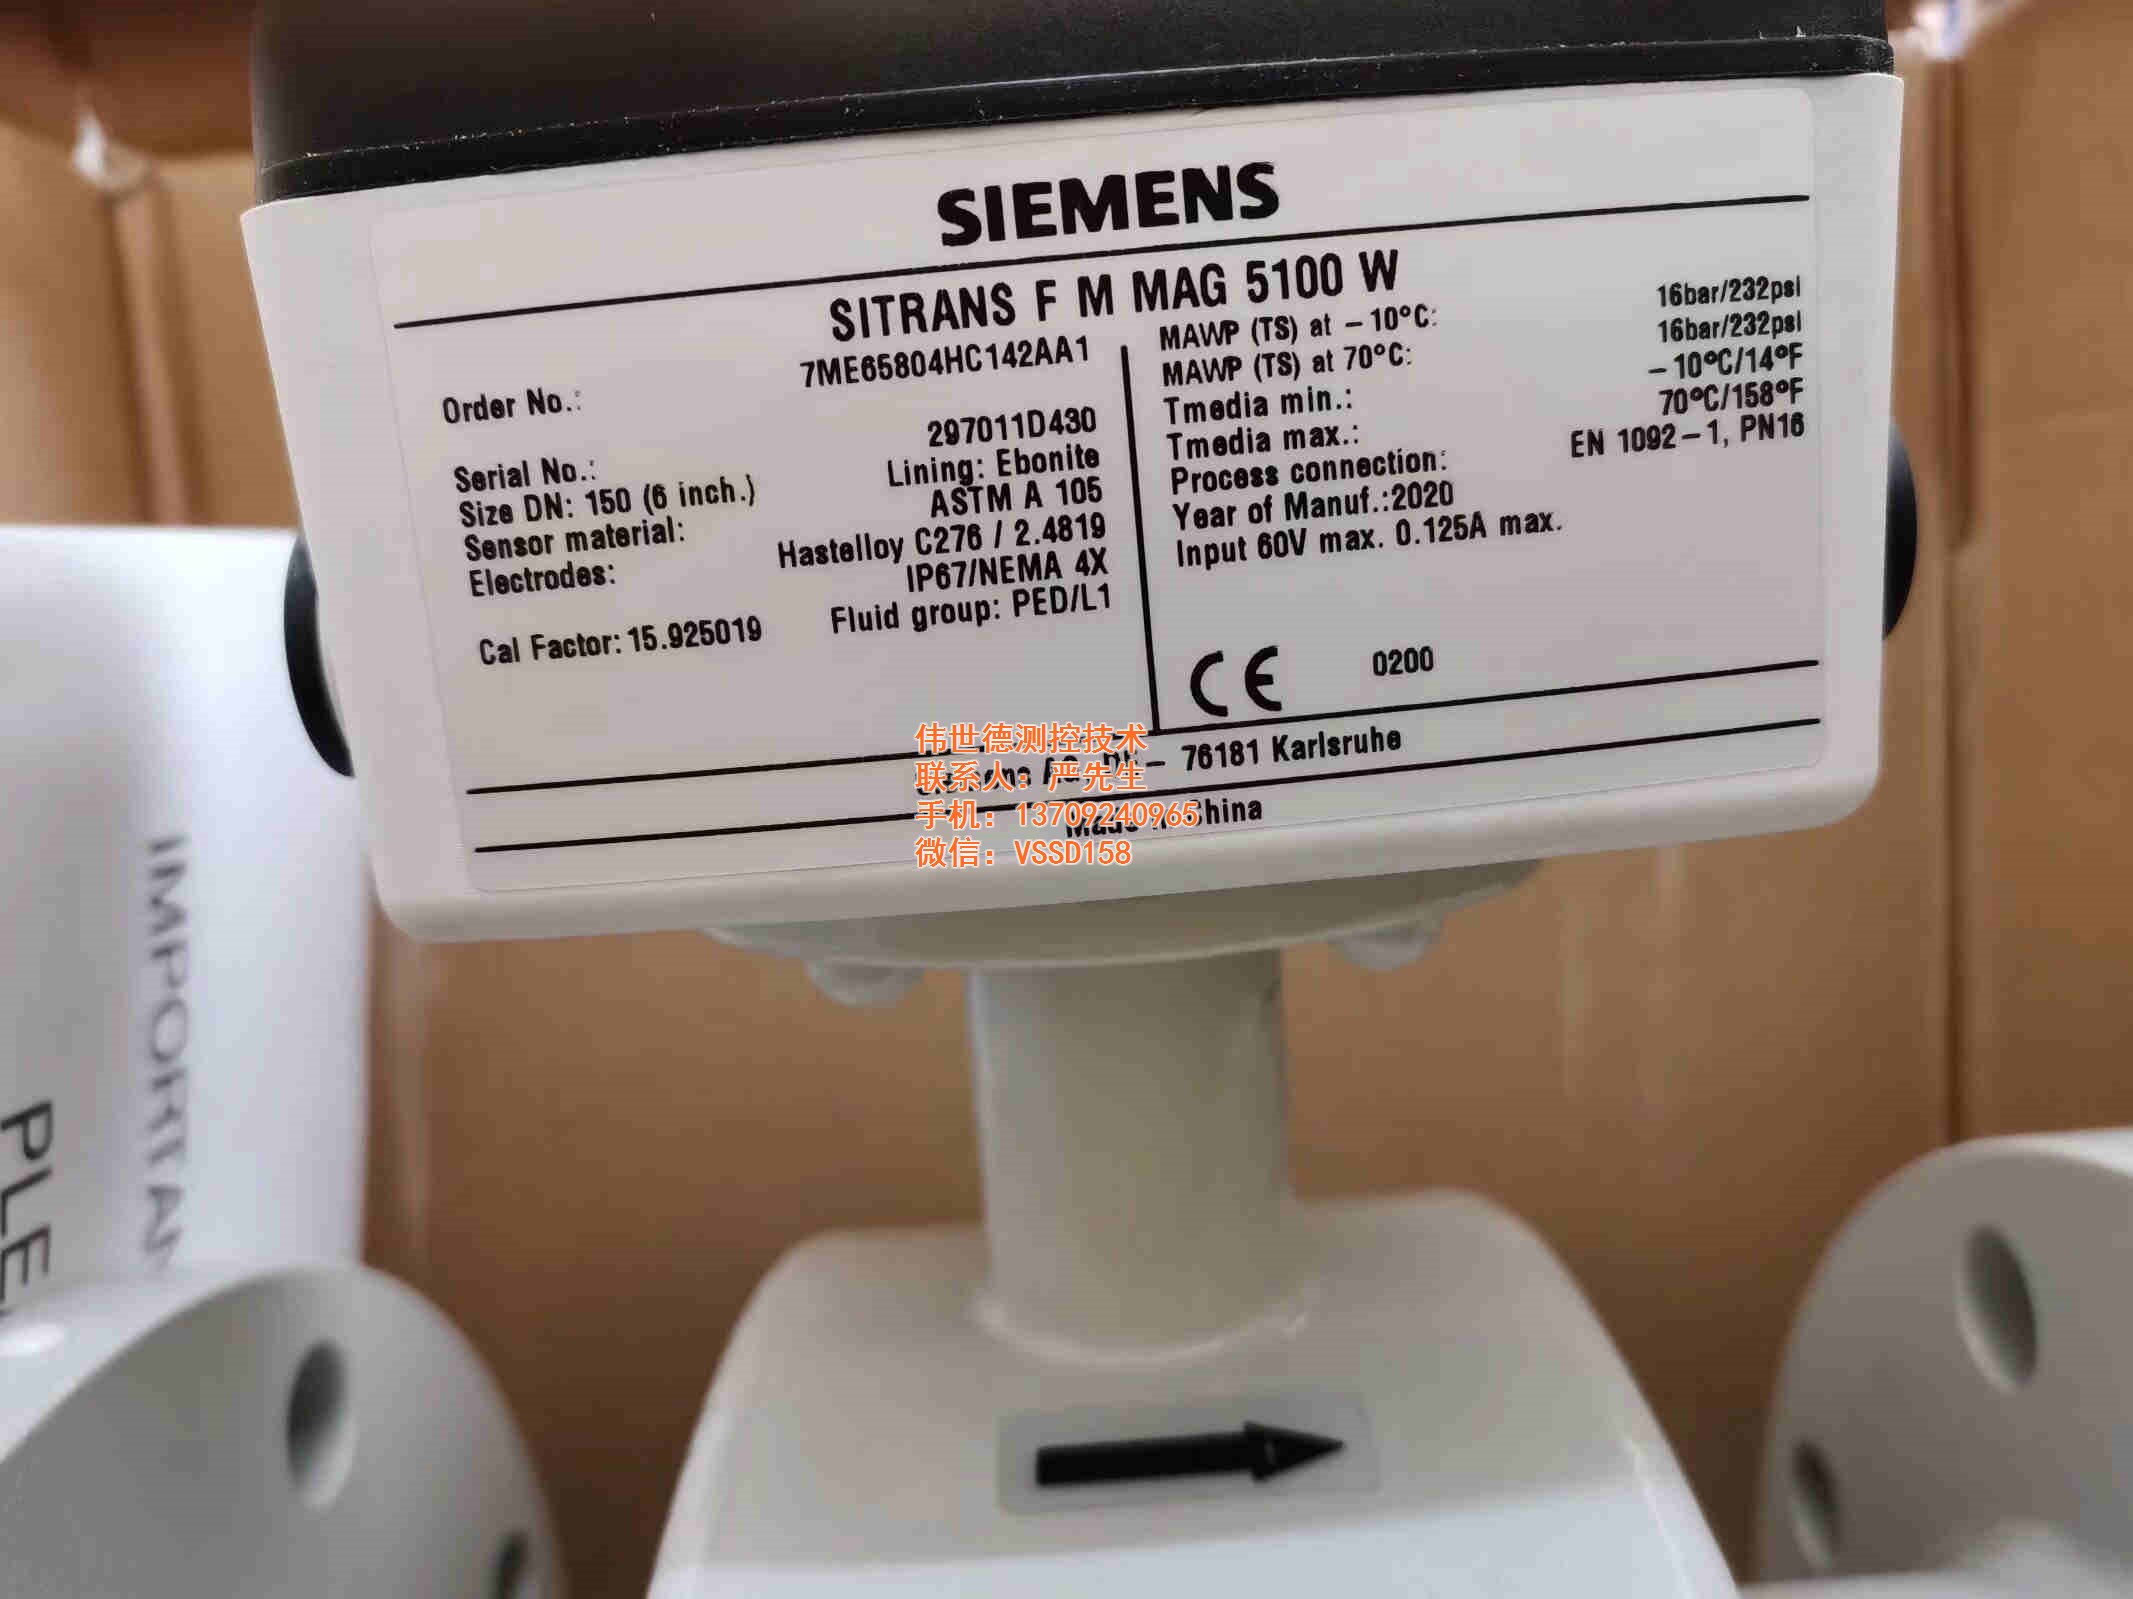 SIEMENS
SITRANS F M MAG 5100 W
Order No.: 7ME65804HC142AA1
Serial No.: 297011D430
Size DN: 150 (6 inch.) Lining: Ebonite
Sensor material: ASTM A 105
Electrodes: Hastelloy C276 / 2.4819
IP67/NEMA 4X
Cal Factor: 15.925019 Fluid group: PED/L1
MAWP (TS) at -10°C: 16bar/232psi
MAWP (TS) at 70°C: 16bar/232psi
Tmedia min.: -10°C/14°F
Tmedia max.: 70°C/158°F
Process connection: EN 1092-1, PN16
Year of Manuf.:2020
Input 60V max. 0.125A max.
CE 0200
- 76181 Karlsruhe
China
伟世德测控技术
联系人：严先生
手机：13709240965
微信：VSSD158
IMPORTAN
PLE